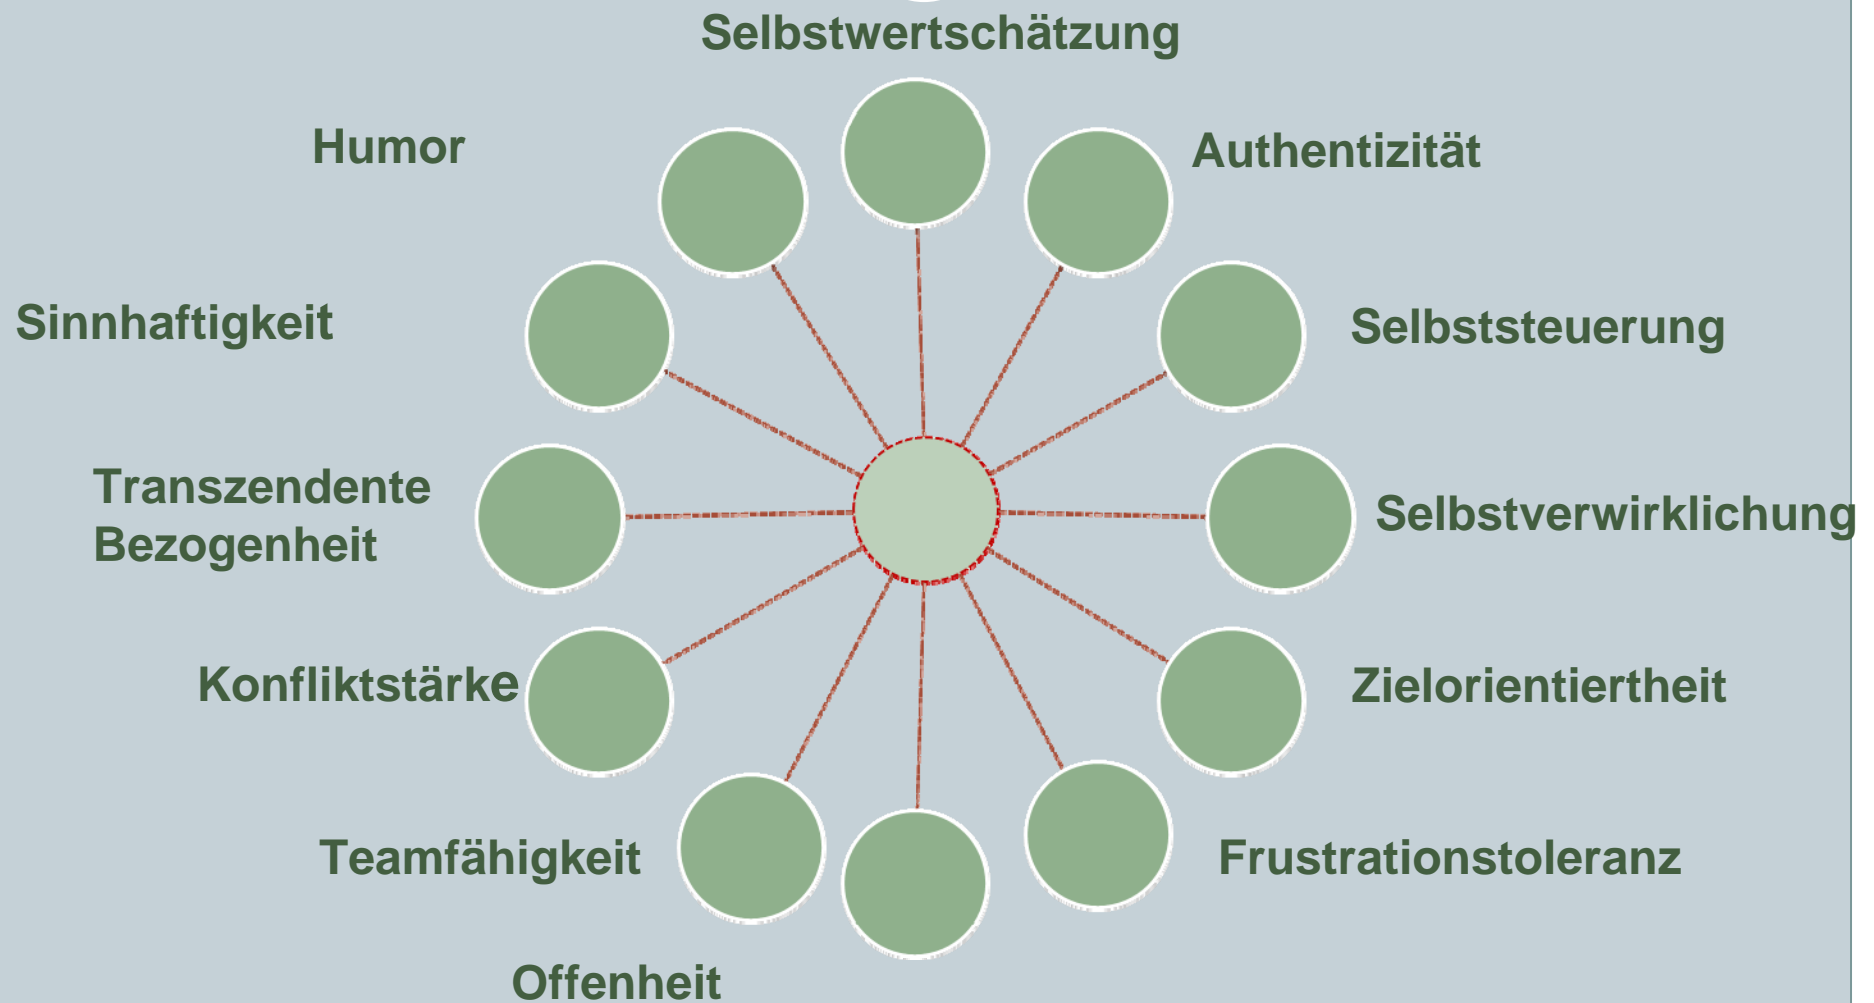 Selbstwertschätzung
Humor
Authentizität
Sinnhaftigkeit
Selbststeuerung
Transzendente
Bezogenheit
Selbstverwirklichung
Konfliktstärke
Zielorientiertheit
Teamfähigkeit
Frustrationstoleranz
Offenheit